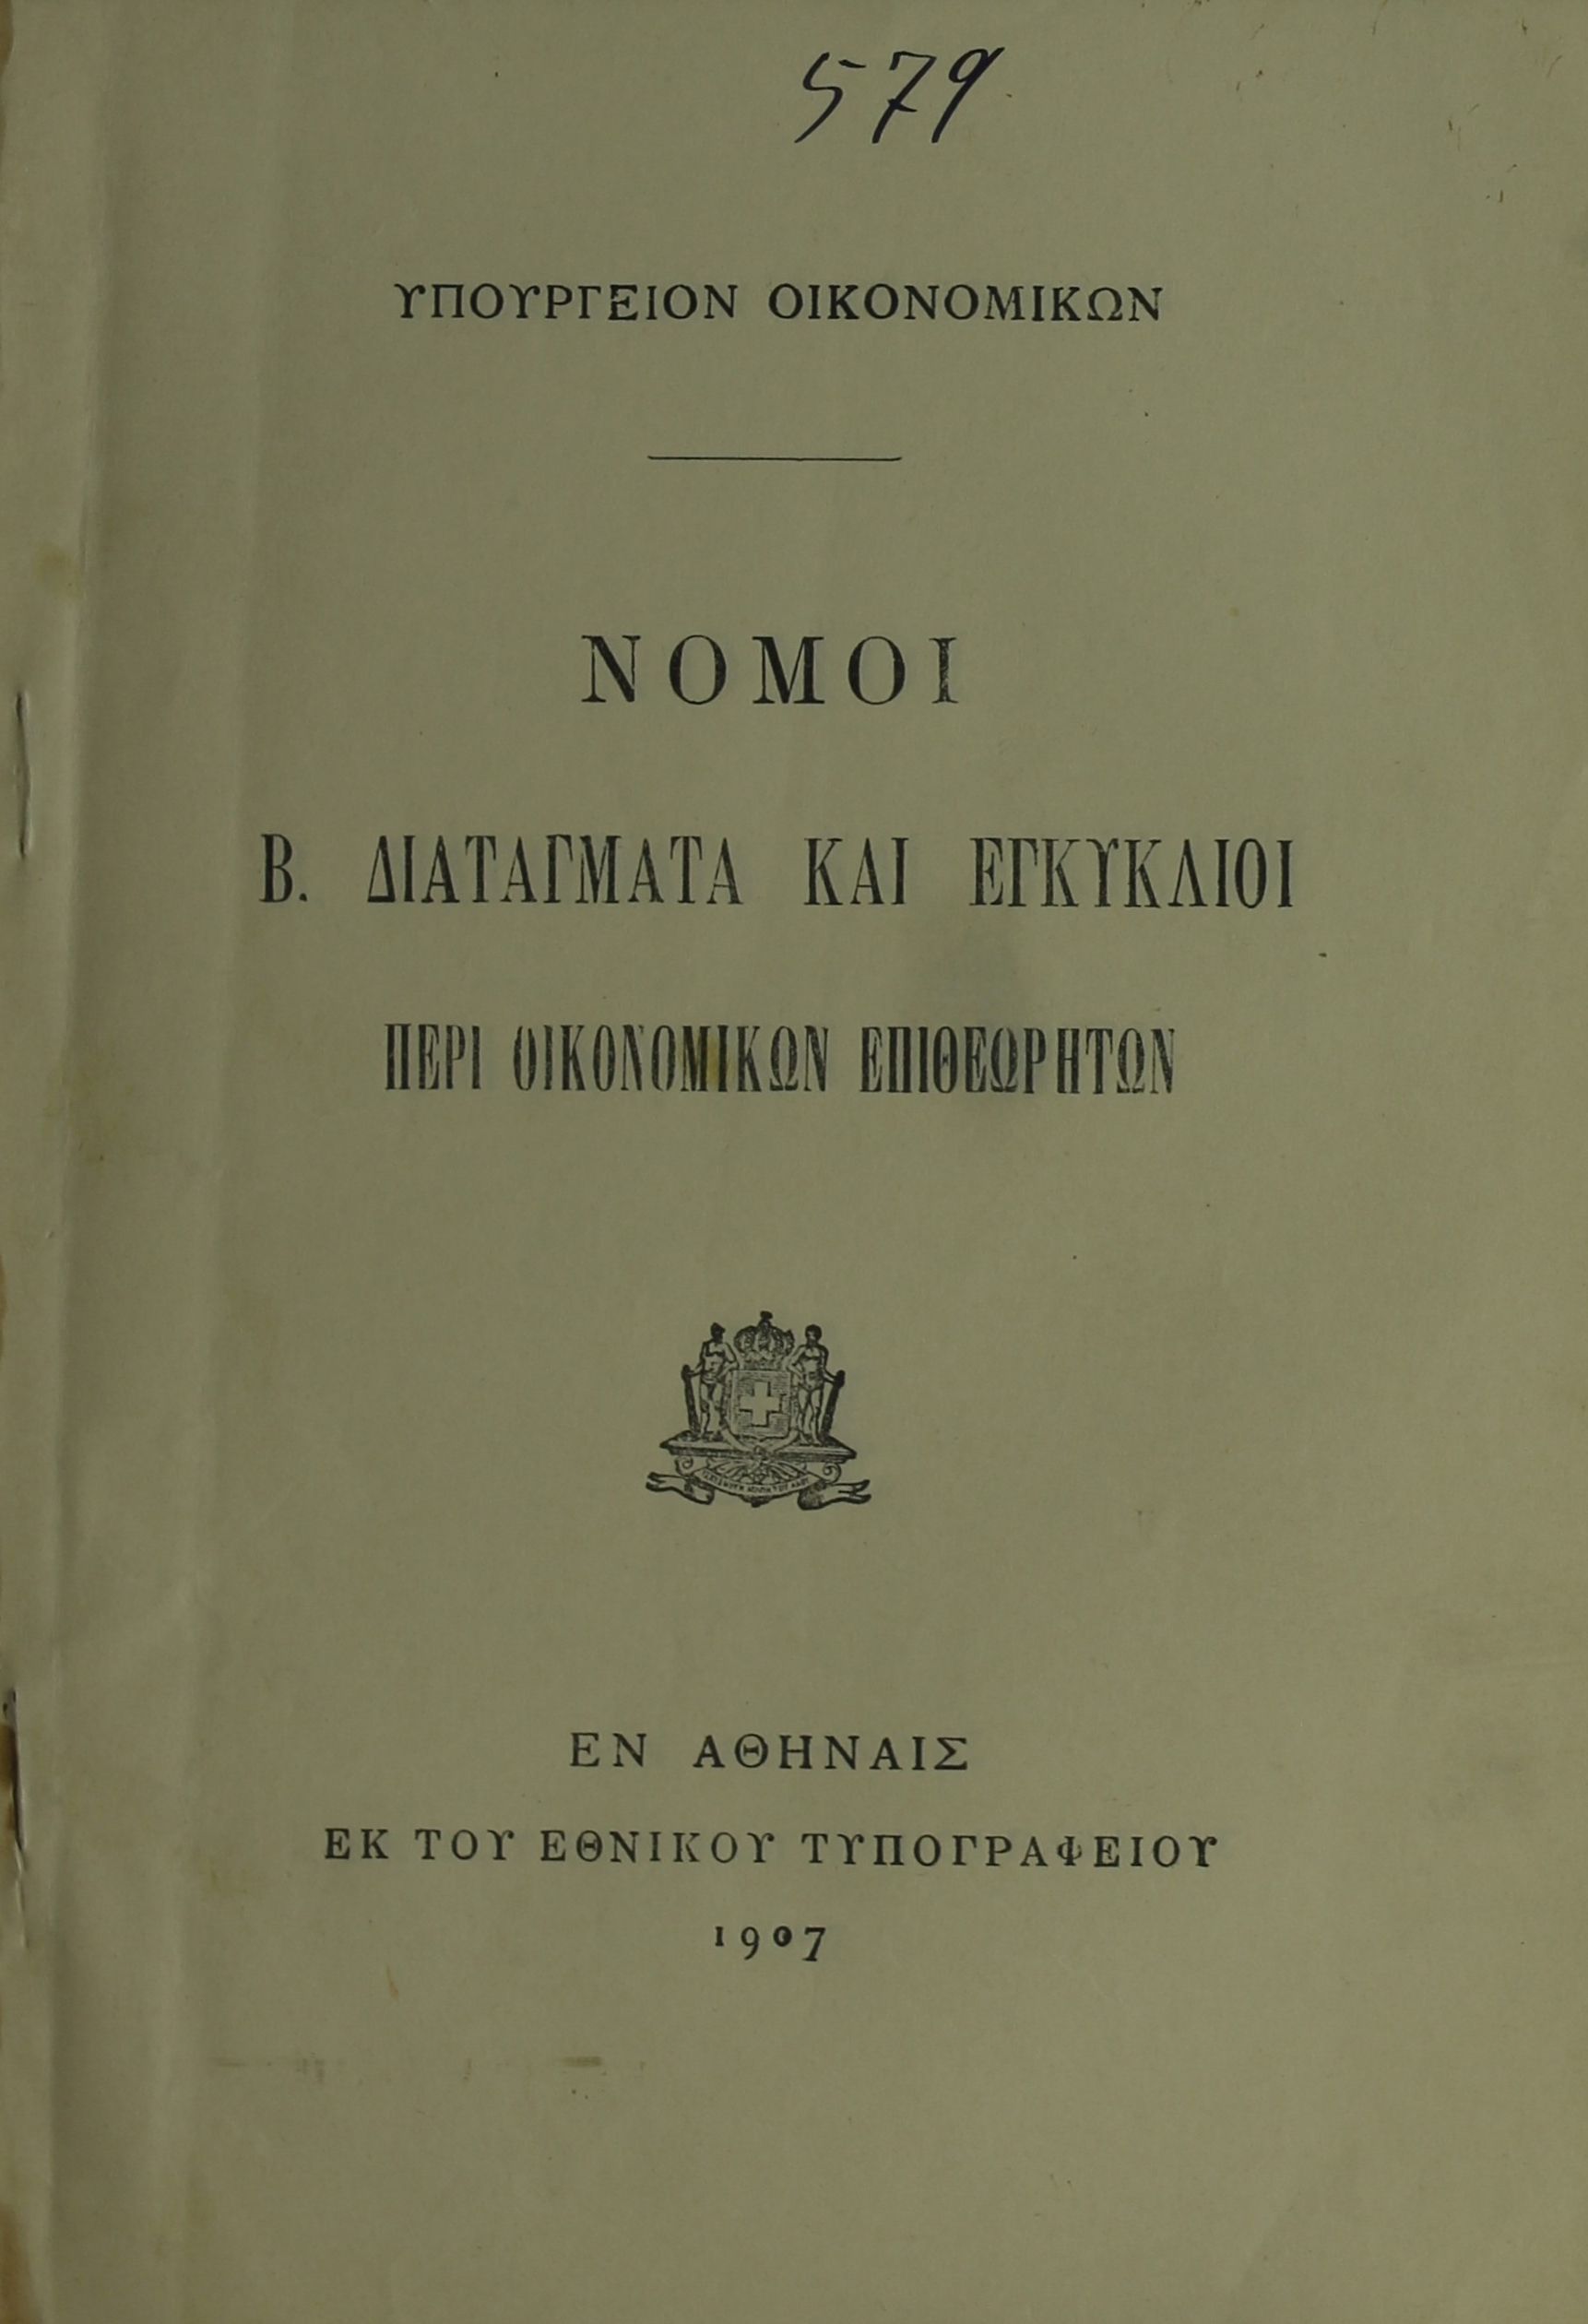 579
ΥΠΟΥΡΓΕΙΟΝ ΟΙΚΟΝΟΜΙΚΩΝ
ΝΟΜΟΙ
Β. ΔΙΑΤΑΓΜΑΤΑ ΚΑΙ ΕΓΚΥΚΛΙΟΙ
ΠΕΡΙ ΟΙΚΟΝΟΜΙΚΩΝ ΕΠΙΘΕΩΡΗΤΩΝ
ΕΝ ΑΘΗΝΑΙΣ
ΕΚ ΤΟΥ ΕΘΝΙΚΟΥ ΤΥΠΟΓΡΑΦΕΙΟΥ
1907